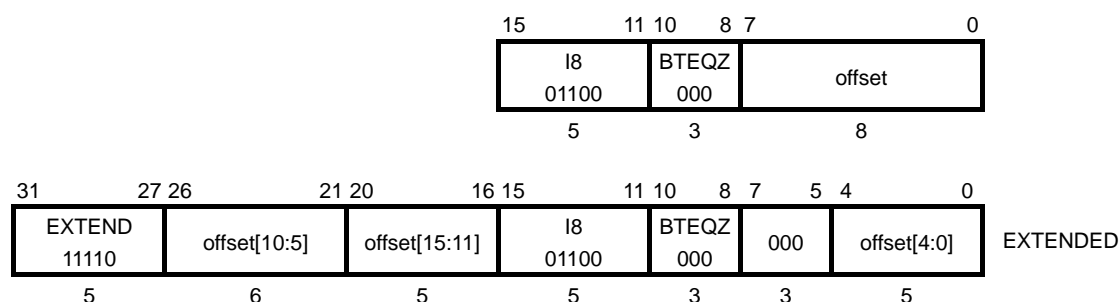 15 11 10 8 7 0
I8 BTEQZ offset
01100 000
5 3 8
31 27 26 21 20 16 15 11 10 8 7 5 4 0
EXTEND offset[10:5] offset[15:11] I8 BTEQZ 000 offset[4:0] EXTENDED
11110 01100 000
5 6 5 5 3 3 5